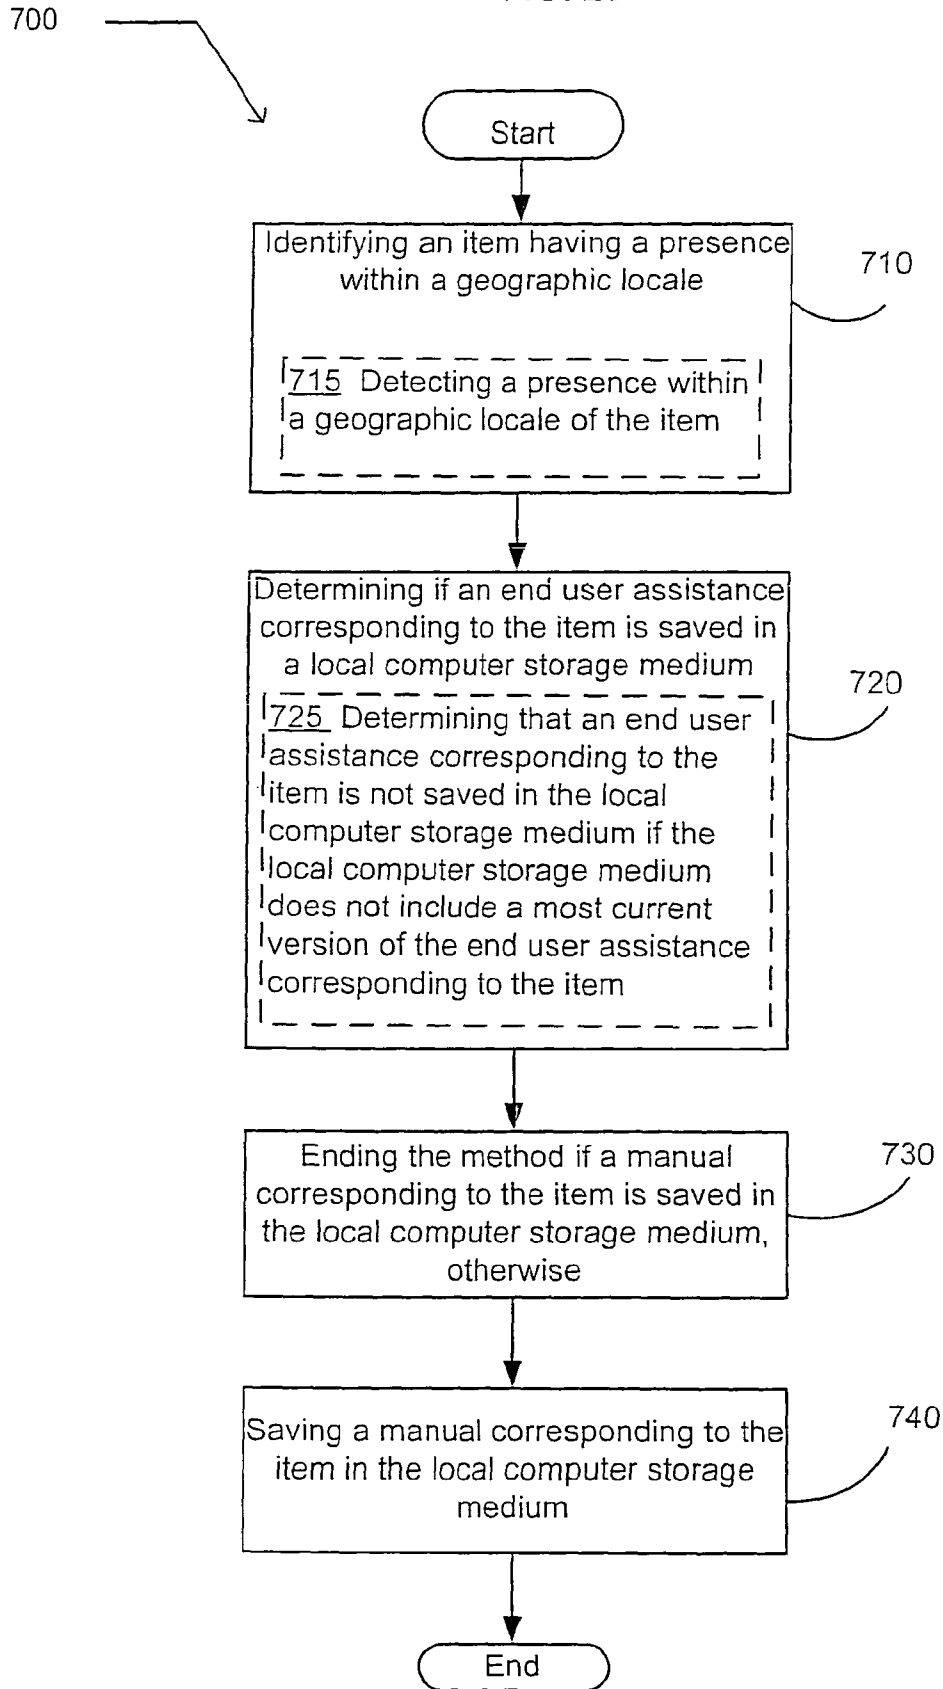 700
Start
Identifying an item having a presence
within a geographic locale
710
715 Detecting a presence within
a geographic locale of the item
Determining if an end user assistance
corresponding to the item is saved in
a local computer storage medium
720
725 Determining that an end user
assistance corresponding to the
item is not saved in the local
computer storage medium if the
local computer storage medium
does not include a most current
version of the end user assistance
corresponding to the item
Ending the method if a manual
corresponding to the item is saved in
the local computer storage medium,
otherwise
730
Saving a manual corresponding to the
item in the local computer storage
medium
740
End